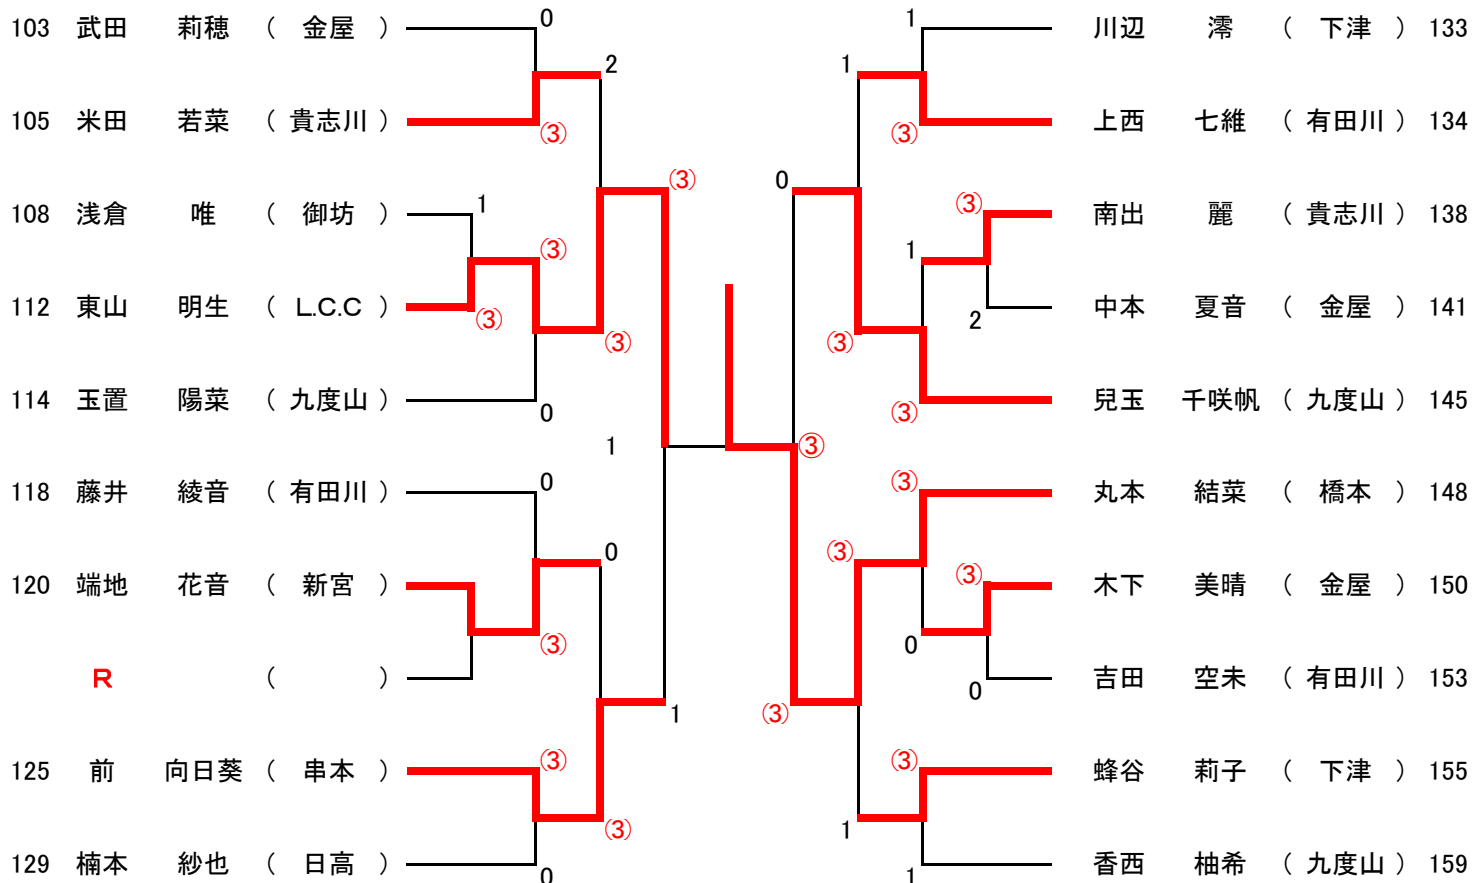 103 武田 莉穂 ( 金屋 ) 0 1 川辺 澪 ( 下津 ) 133
2 1
105 米田 若菜 ( 貴志川 ) (3) (3) 上西 七維 ( 有田川 ) 134
(3) 0
108 浅倉 唯 ( 御坊 ) 1 (3) 南出 麗 ( 貴志川 ) 138
(3) 1
112 東山 明生 ( L.C.C ) (3) 2 中本 夏音 ( 金屋 ) 141
(3) (3)
114 玉置 陽菜 ( 九度山 ) 0 (3) 兒玉 千咲帆 ( 九度山 ) 145
1 (3)
118 藤井 綾音 ( 有田川 ) 0 (3) 丸本 結菜 ( 橋本 ) 148
0 (3)
120 端地 花音 ( 新宮 ) (3) 木下 美晴 ( 金屋 ) 150
(3) 0
R ( ) 0 吉田 空未 ( 有田川 ) 153
1 (3)
125 前 向日葵 ( 串本 ) (3) (3) 蜂谷 莉子 ( 下津 ) 155
(3) 1
129 楠本 紗也 ( 日高 ) 0 1 香西 柚希 ( 九度山 ) 159